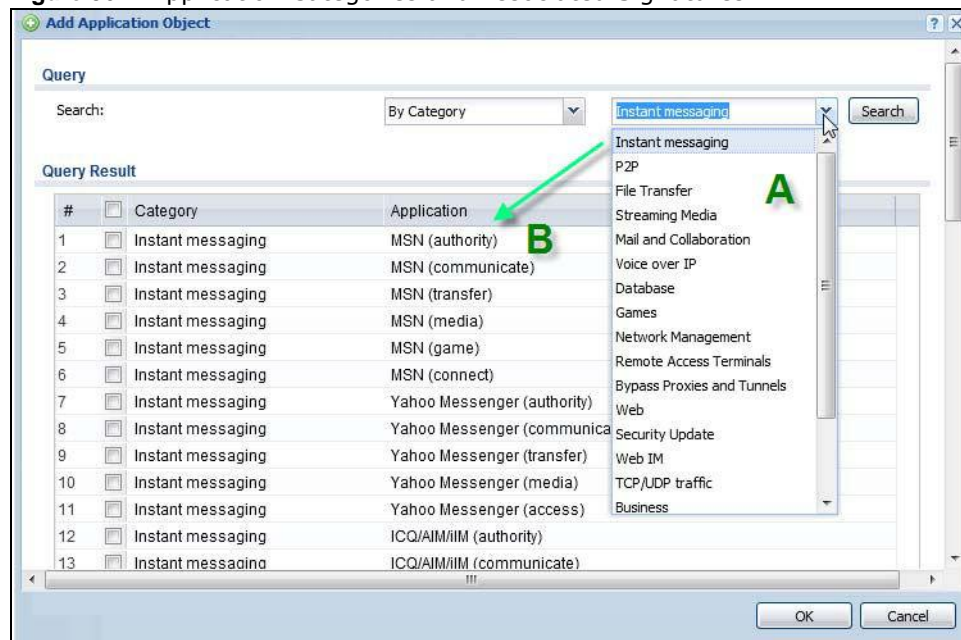 Add Application Object
Query
Search: By Category Instant messaging Search
Instant messaging
P2P
File Transfer
Streaming Media
Mail and Collaboration
Voice over IP
Database
Games
Network Management
Remote Access Terminals
Bypass Proxies and Tunnels
Web
Security Update
Web IM
TCP/UDP traffic
Business
A
B
Query Result
# Category Application
1 Instant messaging MSN (authority)
2 Instant messaging MSN (communicate)
3 Instant messaging MSN (transfer)
4 Instant messaging MSN (media)
5 Instant messaging MSN (game)
6 Instant messaging MSN (connect)
7 Instant messaging Yahoo Messenger (authority)
8 Instant messaging Yahoo Messenger (communica
9 Instant messaging Yahoo Messenger (transfer)
10 Instant messaging Yahoo Messenger (media)
11 Instant messaging Yahoo Messenger (access)
12 Instant messaging ICQ/AIM/iIM (authority)
13 Instant messaging ICQ/AIM/iIM (communicate)
OK Cancel